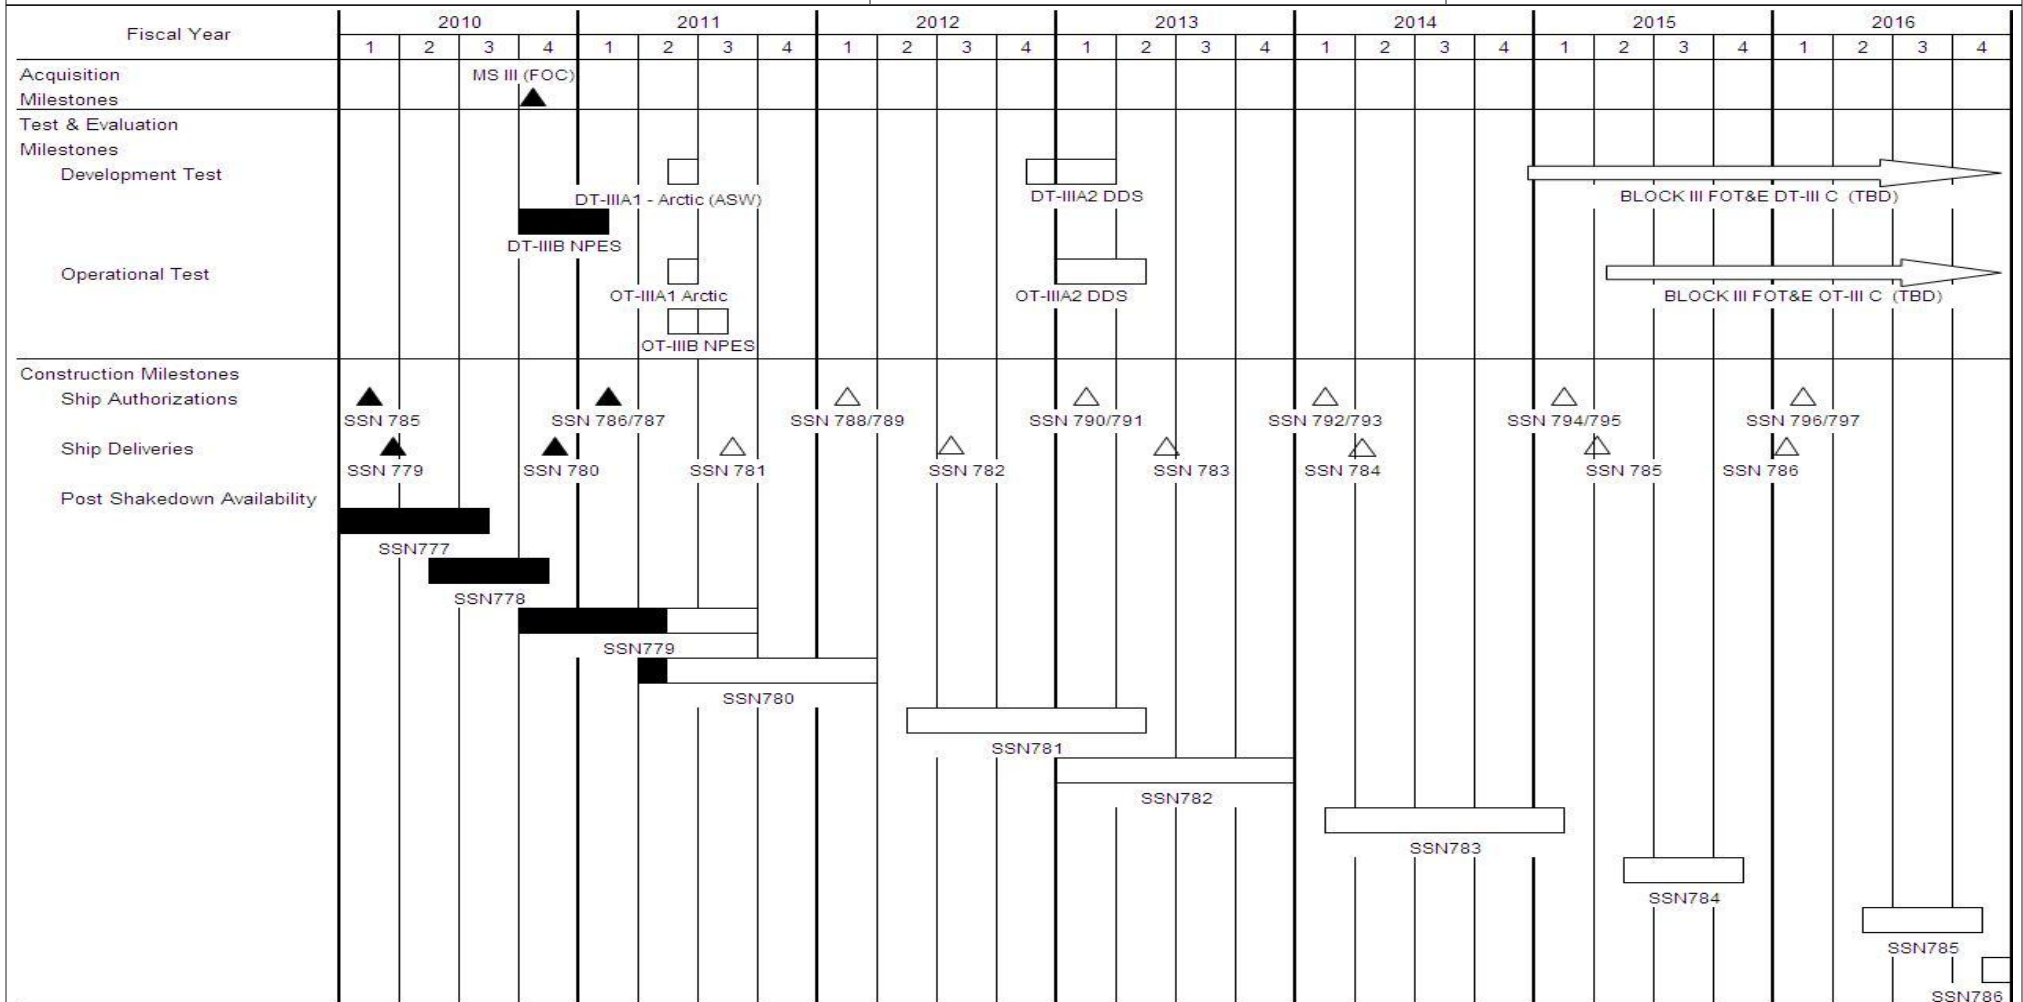 2010 2011 2012 2013 2014 2015 2016
Fiscal Year
1 2 3 4 1 2 3 4 1 2 3 4 1 2 3 4 1 2 3 4 1 2 3 4 1 2 3 4
Acquisition MS III (FOC)
Milestones
Test & Evaluation
Milestones
Development Test
DT-IIIA1 - Arctic (ASW) DT-IIIA2 DDS BLOCK III FOT&E DT-III C (TBD)
DT-IIIB NPES
Operational Test
OT-IIIA1 Arctic OT-IIIA2 DDS BLOCK III FOT&E OT-III C (TBD)
OT-IIIB NPES
Construction Milestones
Ship Authorizations
SSN 785 SSN 786/787 SSN 788/789 SSN 790/791 SSN 792/793 SSN 794/795 SSN 796/797
Ship Deliveries
SSN 779 SSN 780 SSN 781 SSN 782 SSN 783 SSN 784 SSN 785 SSN 786
Post Shakedown Availability
SSN777
SSN778
SSN779
SSN780
SSN781
SSN782
SSN783
SSN784
SSN785
SSN786